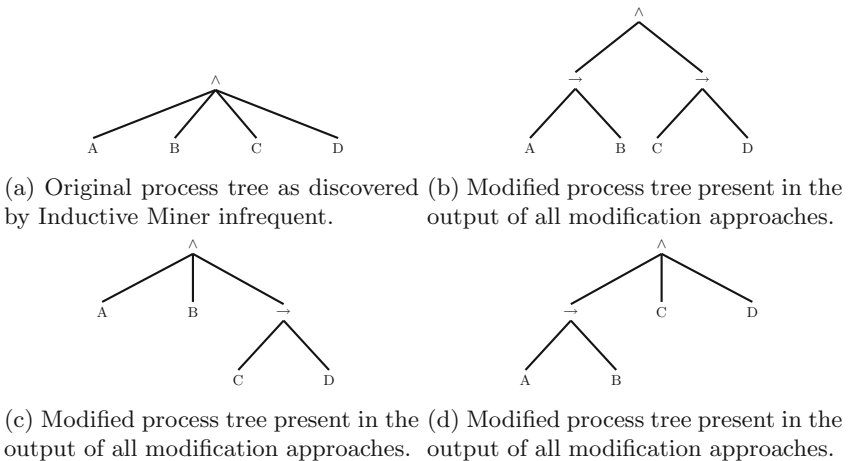 ∧
A B C D
(a) Original process tree as discovered
by Inductive Miner infrequent.
∧
→ →
A B C D
(b) Modified process tree present in the
output of all modification approaches.
∧
A B →
C D
(c) Modified process tree present in the
output of all modification approaches.
∧
→ C D
A B
(d) Modified process tree present in the
output of all modification approaches.